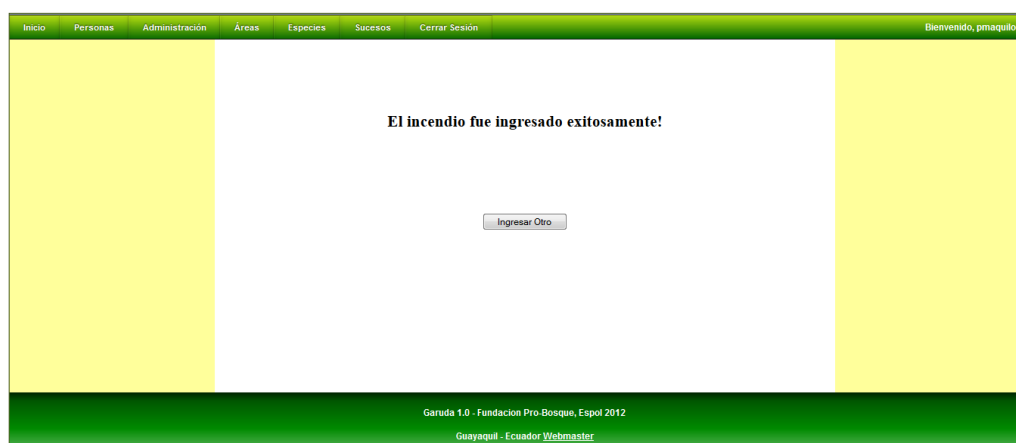 Inicio Personas Administración Áreas Especies Sucesos Cerrar Sesión Bienvenido, pmaquilo
El incendio fue ingresado exitosamente!
Ingresar Otro
Garuda 1.0 - Fundacion Pro-Bosque, Espol 2012
Guayaquil - Ecuador Webmaster